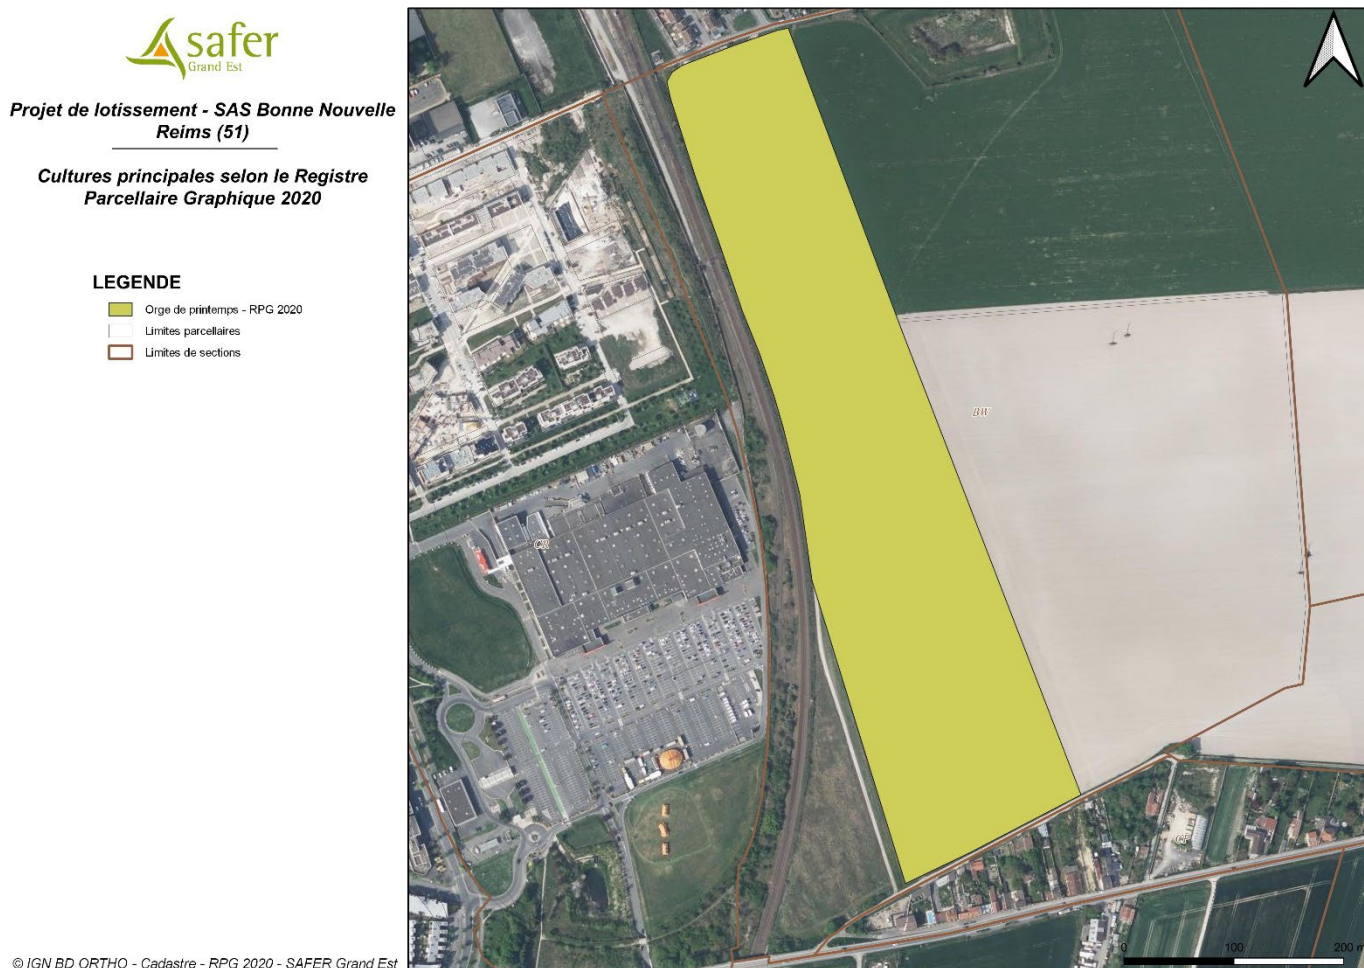 safer
Grand Est
Projet de lotissement - SAS Bonne Nouvelle
Reims (51)
Cultures principales selon le Registre
Parcellaire Graphique 2020
LEGENDE
Orge de printemps - RPG 2020
Limites parcellaires
Limites de sections
BW
CR
CP
0 100 200 m
© IGN BD ORTHO - Cadastre - RPG 2020 - SAFER Grand Est